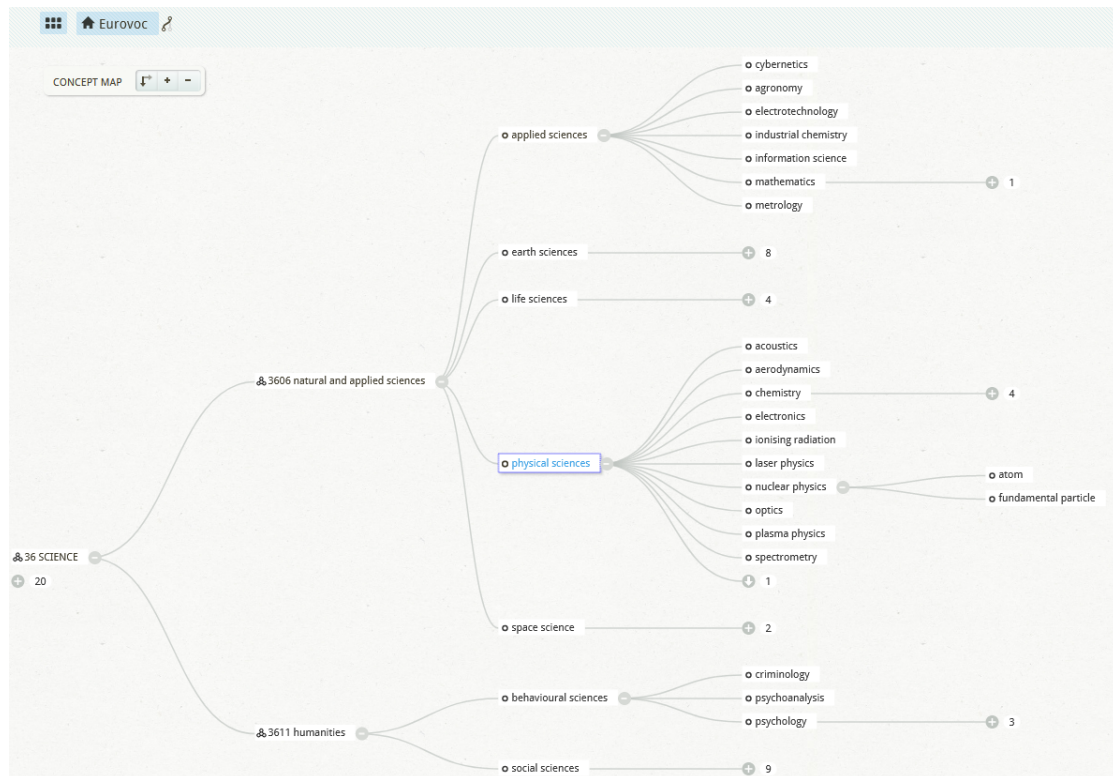 Eurovoc
CONCEPT MAP
+ -
cybernetics
agronomy
applied sciences
electrotechnology
industrial chemistry
information science
mathematics
1
metrology
earth sciences
8
life sciences
4
acoustics
aerodynamics
3606 natural and applied sciences
chemistry
4
electronics
ionising radiation
physical sciences
laser physics
nuclear physics
atom
fundamental particle
optics
plasma physics
36 SCIENCE
spectrometry
20
1
space science
2
criminology
behavioural sciences
psychoanalysis
psychology
3
3611 humanities
social sciences
9